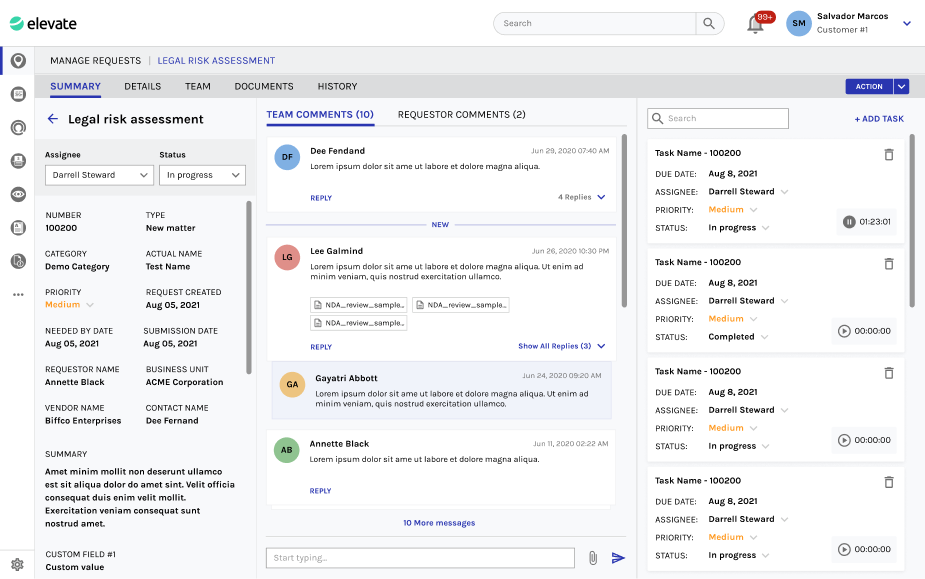 elevate
Search
99+
SM
Salvador Marcos
Customer #1
MANAGE REQUESTS | LEGAL RISK ASSESSMENT
SUMMARY DETAILS TEAM DOCUMENTS HISTORY
ACTION
Legal risk assessment
Assignee Status
Darrell Steward In progress
NUMBER TYPE
100200 New matter
CATEGORY ACTUAL NAME
Demo Category Test Name
PRIORITY REQUEST CREATED
Medium Aug 05, 2021
NEEDED BY DATE SUBMISSION DATE
Aug 05, 2021 Aug 05, 2021
REQUESTOR NAME BUSINESS UNIT
Annette Black ACME Corporation
VENDOR NAME CONTACT NAME
Biffco Enterprises Dee Fernand
SUMMARY
Amet minim mollit non deserunt ullamco
est sit aliqua dolor do amet sint. Velit officia
consequat duis enim velit mollit.
Exercitation veniam consequat sunt
nostrud amet.
CUSTOM FIELD #1
Custom value
TEAM COMMENTS (10) REQUESTOR COMMENTS (2)
DF
Dee Fendand Jun 29, 2020 07:40 AM
Lorem ipsum dolor sit ame ut labore et dolore magna aliqua.
REPLY 4 Replies
NEW
LG
Lee Galmind Jun 26, 2020 10:30 PM
Lorem ipsum dolor sit ame ut labore et dolore magna aliqua. Ut enim ad
minim veniam, quis nostrud exercitation ullamco.
NDA_review_sample.. NDA_review_sample..
NDA_review_sample..
REPLY Show All Replies (3)
GA
Gayatri Abbott Jun 24, 2020 09:20 AM
Lorem ipsum dolor sit ame ut labore et dolore magna aliqua. Ut enim ad
minim veniam, quis nostrud exercitation ullamco.
AB
Annette Black Jun 11, 2020 02:22 AM
Lorem ipsum dolor sit ame ut labore et dolore magna aliqua.
REPLY
10 More messages
Start typing...
Search
+ ADD TASK
Task Name - 100200
DUE DATE: Aug 8, 2021
ASSIGNEE: Darrell Steward
PRIORITY: Medium
STATUS: In progress
01:23:01
Task Name - 100200
DUE DATE: Aug 8, 2021
ASSIGNEE: Darrell Steward
PRIORITY: Medium
STATUS: Completed
00:00:00
Task Name - 100200
DUE DATE: Aug 8, 2021
ASSIGNEE: Darrell Steward
PRIORITY: Medium
STATUS: In progress
00:00:00
Task Name - 100200
DUE DATE: Aug 8, 2021
ASSIGNEE: Darrell Steward
PRIORITY: Medium
STATUS: In progress
00:00:00